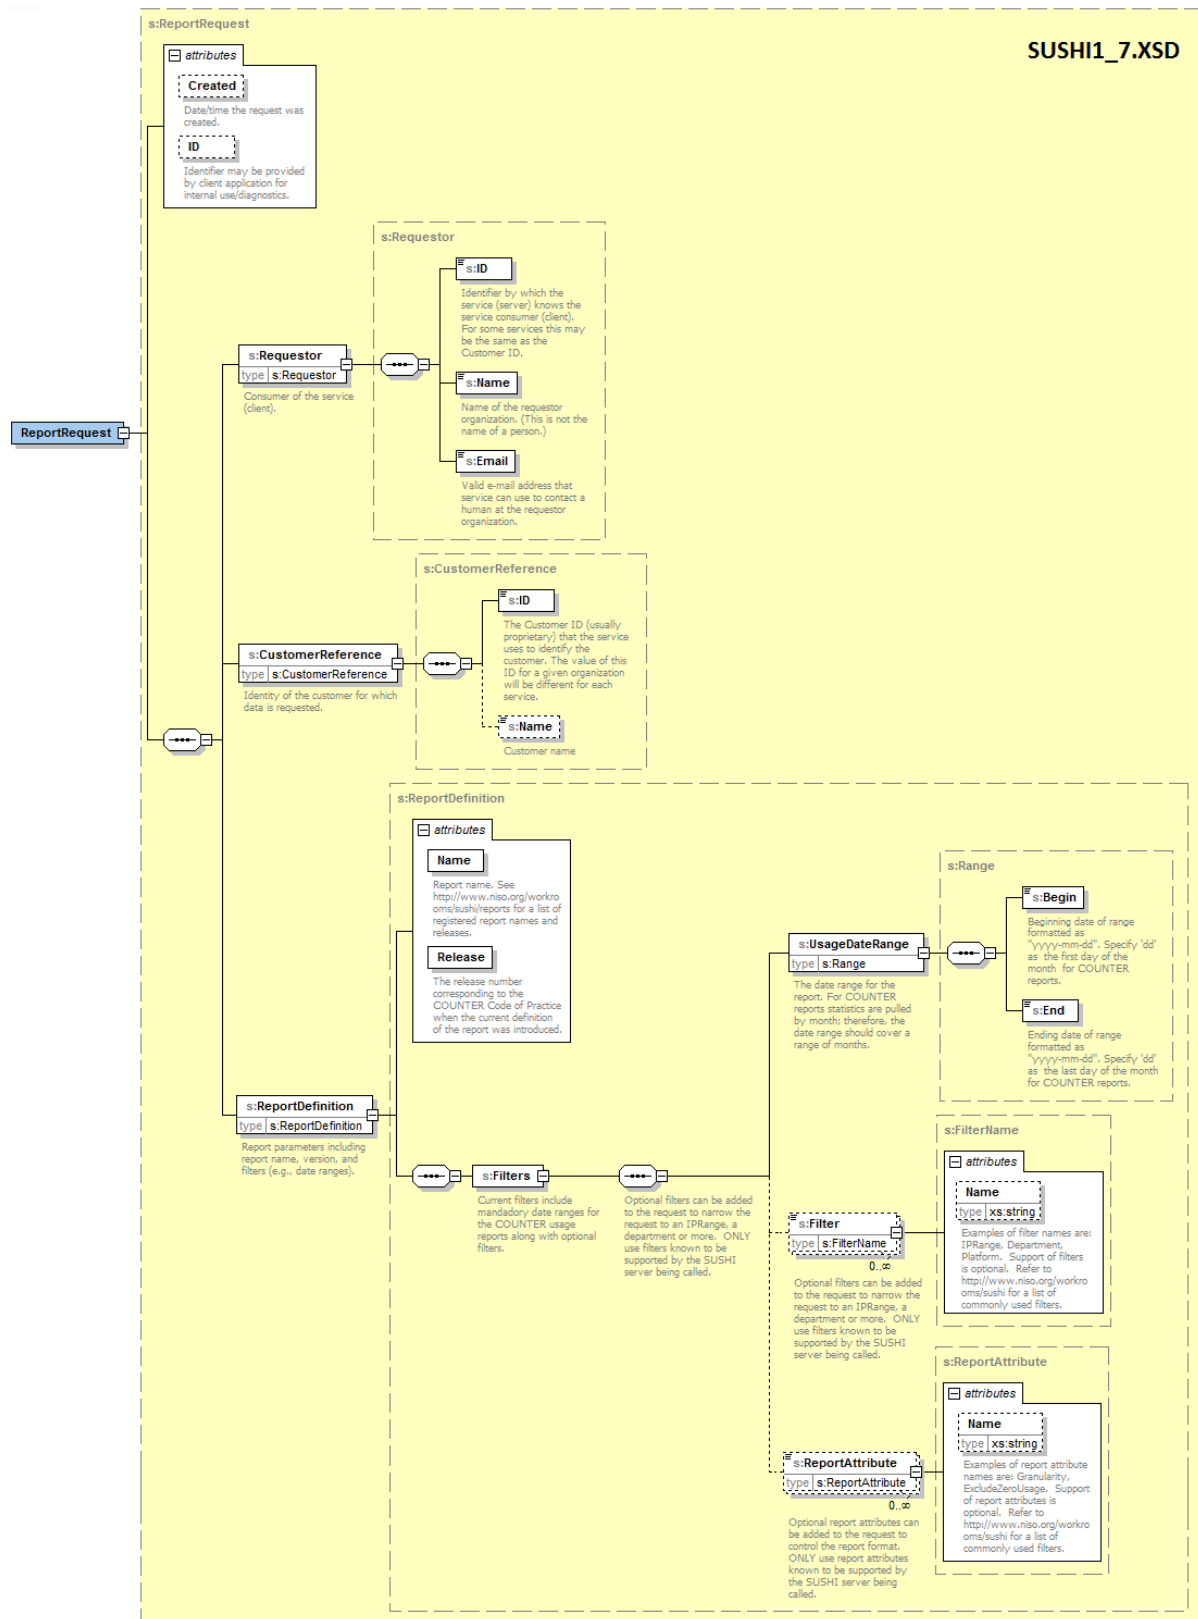 s:ReportRequest
SUSHI1_7.XSD
attributes
Created
Date/time the request was
created.
ID
Identifier may be provided
by client application for
internal use/diagnostics.
s:Requestor
s:ID
Identifier by which the
service (server) knows the
service consumer (client).
For some services this may
be the same as the
Customer ID.
s:Requestor
type s:Requestor
Consumer of the service
(client).
s:Name
Name of the requestor
organization. (This is not the
name of a person.)
ReportRequest
s:Email
Valid e-mail address that
service can use to contact a
human at the requestor
organization.
s:CustomerReference
s:ID
The Customer ID (usually
proprietary) that the service
uses to identify the
customer. The value of this
ID for a given organization
will be different for each
service.
s:CustomerReference
type s:CustomerReference
Identity of the customer for which
data is requested.
s:Name
Customer name
s:ReportDefinition
attributes
Name
Report name. See
http://www.niso.org/workro
oms/sushi/reports for a list of
registered report names and
releases.
Release
The release number
corresponding to the
COUNTER Code of Practice
when the current definition
of the report was introduced.
s:Range
s:Begin
Beginning date of range
formatted as
"yyyy-mm-dd". Specify 'dd'
as the first day of the
month for COUNTER
reports.
s:UsageDateRange
type s:Range
The date range for the
report. For COUNTER
reports statistics are pulled
by month; therefore, the
date range should cover a
range of months.
s:End
Ending date of range
formatted as
"yyyy-mm-dd". Specify 'dd'
as the last day of the month
for COUNTER reports.
s:ReportDefinition
type s:ReportDefinition
Report parameters including
report name, version, and
filters (e.g., date ranges).
s:Filters
Current filters include
mandadory date ranges for
the COUNTER usage
reports along with optional
filters.
Optional filters can be added
to the request to narrow the
request to an IPRange, a
department or more. ONLY
use filters known to be
supported by the SUSHI
server being called.
s:FilterName
attributes
Name
type xs:string
Examples of filter names are:
IPRange, Department,
Platform. Support of filters
is optional. Refer to
http://www.niso.org/workro
oms/sushi for a list of
commonly used filters.
s:Filter
type s:FilterName
0..∞
Optional filters can be added
to the request to narrow the
request to an IPRange, a
department or more. ONLY
use filters known to be
supported by the SUSHI
server being called.
s:ReportAttribute
attributes
Name
type xs:string
Examples of report attribute
names are: Granularity,
ExcludeZeroUsage. Support
of report attributes is
optional. Refer to
http://www.niso.org/workro
oms/sushi for a list of
commonly used filters.
s:ReportAttribute
type s:ReportAttribute
0..∞
Optional report attributes can
be added to the request to
control the report format.
ONLY use report attributes
known to be supported by
the SUSHI server being
called.